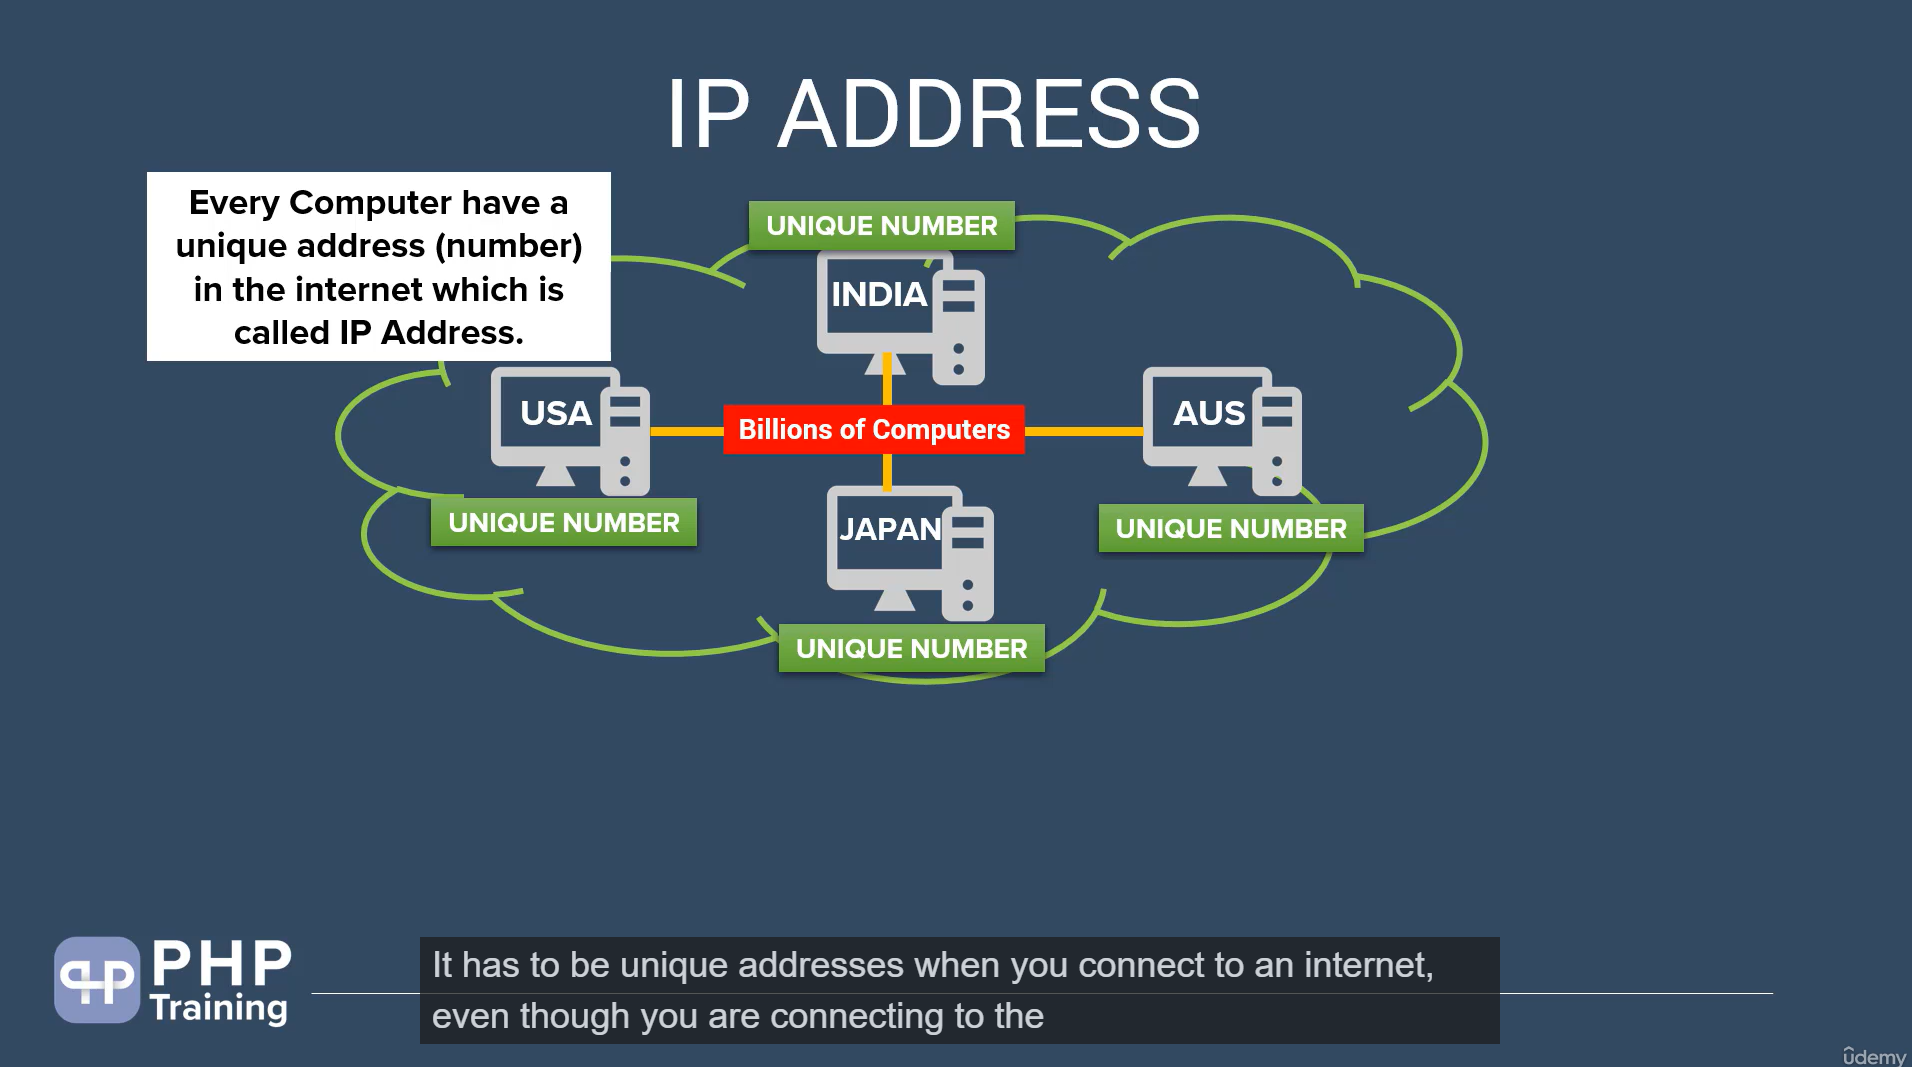 IP ADDRESS
Every Computer have a
unique address (number)
in the internet which is
called IP Address.
UNIQUE NUMBER
INDIA
USA
Billions of Computers
AUS
UNIQUE NUMBER
JAPAN
UNIQUE NUMBER
UNIQUE NUMBER
PHP
Training
It has to be unique addresses when you connect to an internet,
even though you are connecting to the
udemy